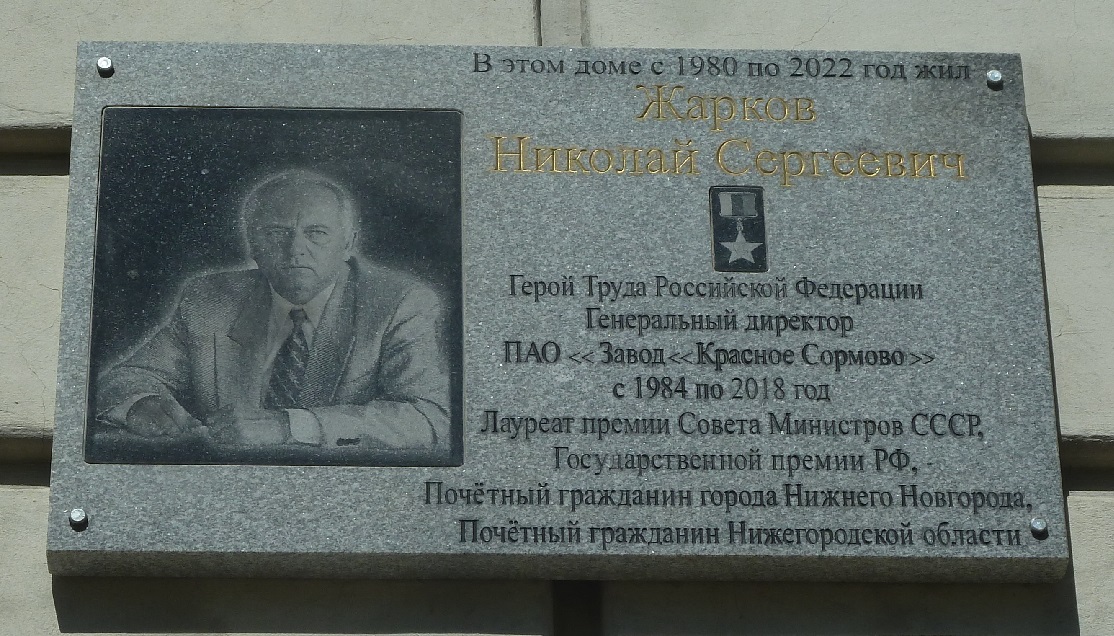 В этом доме с 1980 по 2022 год жил
Жарков
Николай Сергеевич
Герой Труда Российской Федерации
Генеральный директор
ПАО «Завод «Красное Сормово»
с 1984 по 2018 год
Лауреат премии Совета Министров СССР,
Государственной премии РФ,
Почётный гражданин города Нижнего Новгорода,
Почётный гражданин Нижегородской области